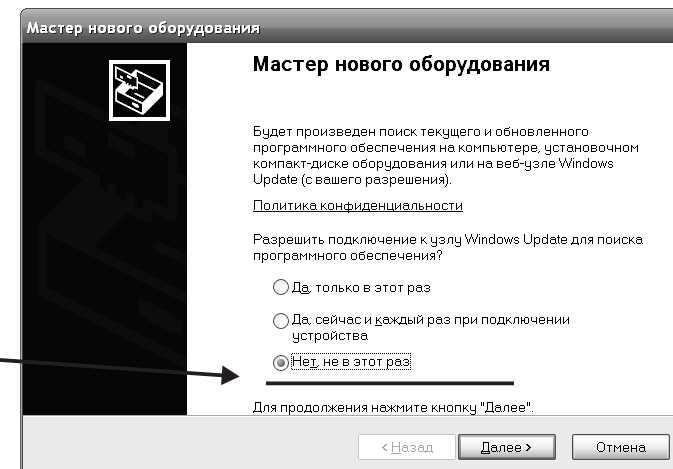 Мастер нового оборудования
Мастер нового оборудования
Будет произведен поиск текущего и обновленного
программного обеспечения на компьютере, установочном
компакт-диске оборудования или на веб-узле Windows
Update (с вашего разрешения).
Политика конфиденциальности
Разрешить подключение к узлу Windows Update для поиска
программного обеспечения?
Да, только в этот раз
Да, сейчас и каждый раз при подключении
устройства
Нет, не в этот раз
Для продолжения нажмите кнопку "Далее".
< Назад Далее > Отмена